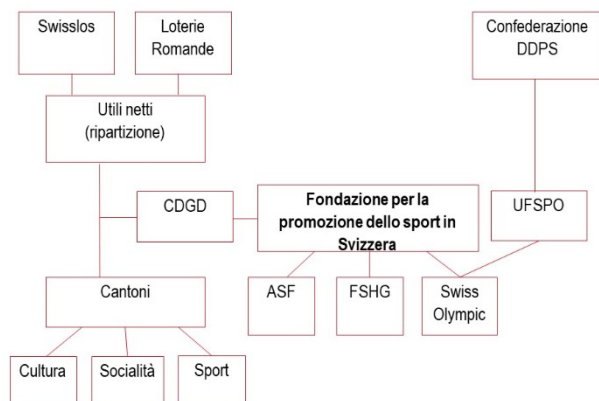 Swisslos
Loterie
Romande
Confederazione
DDPS
Utili netti
(ripartizione)
CDGD
Fondazione per la
promozione dello sport in
Svizzera
UFSPO
Cantoni
ASF
FSHG
Swiss
Olympic
Cultura
Socialità
Sport